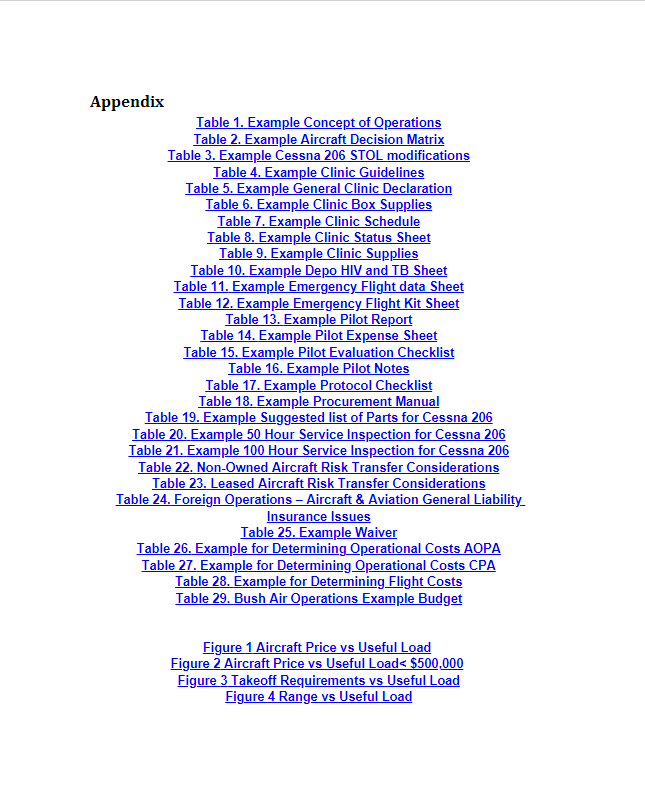 Appendix
Table 1. Example Concept of Operations
Table 2. Example Aircraft Decision Matrix
Table 3. Example Cessna 206 STOL modifications
Table 4. Example Clinic Guidelines
Table 5. Example General Clinic Declaration
Table 6. Example Clinic Box Supplies
Table 7. Example Clinic Schedule
Table 8. Example Clinic Status Sheet
Table 9. Example Clinic Supplies
Table 10. Example Depo HIV and TB Sheet
Table 11. Example Emergency Flight data Sheet
Table 12. Example Emergency Flight Kit Sheet
Table 13. Example Pilot Report
Table 14. Example Pilot Expense Sheet
Table 15. Example Pilot Evaluation Checklist
Table 16. Example Pilot Notes
Table 17. Example Protocol Checklist
Table 18. Example Procurement Manual
Table 19. Example Suggested list of Parts for Cessna 206
Table 20. Example 50 Hour Service Inspection for Cessna 206
Table 21. Example 100 Hour Service Inspection for Cessna 206
Table 22. Non-Owned Aircraft Risk Transfer Considerations
Table 23. Leased Aircraft Risk Transfer Considerations
Table 24. Foreign Operations – Aircraft & Aviation General Liability
Insurance Issues
Table 25. Example Waiver
Table 26. Example for Determining Operational Costs AOPA
Table 27. Example for Determining Operational Costs CPA
Table 28. Example for Determining Flight Costs
Table 29. Bush Air Operations Example Budget
Figure 1 Aircraft Price vs Useful Load
Figure 2 Aircraft Price vs Useful Load< $500,000
Figure 3 Takeoff Requirements vs Useful Load
Figure 4 Range vs Useful Load